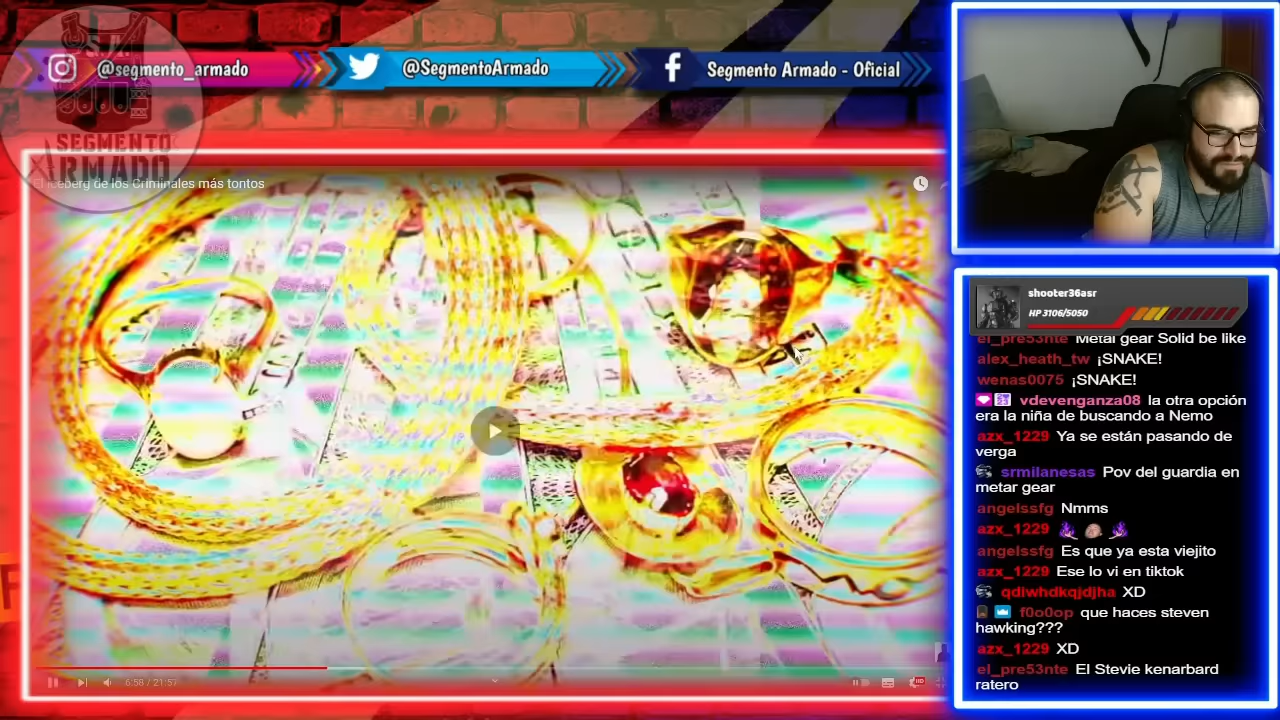 S.A.
@segmento_armado
@SegmentoArmado
Segmento Armado - Oficial
SEGMENTO
ARMADO
El iceberg de los Criminales más tontos
6:58 / 21:57
HD
shooter36asr
HP 3106/5050
el_pre53nte Metal gear Solid be like
alex_heath_tw ¡SNAKE!
wenas0075 ¡SNAKE!
vdevenganza08 la otra opción
era la niña de buscando a Nemo
azx_1229 Ya se están pasando de
verga
srmilanesas Pov del guardia en
metar gear
angelssfg Nmms
azx_1229
angelssfg Es que ya esta viejito
azx_1229 Ese lo vi en tiktok
qdiwhdkqjdjha XD
f0o0op que haces steven
hawking???
azx_1229 XD
el_pre53nte El Stevie kenarbard
ratero